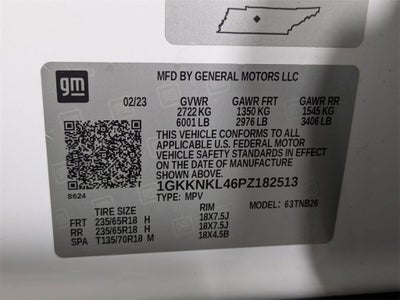 gm
MFD BY GENERAL MOTORS LLC
02/23 GVWR GAWR FRT GAWR RR
2722 KG 1350 KG 1545 KG
6001 LB 2976 LB 3406 LB
THIS VEHICLE CONFORMS TO ALL
APPLICABLE U.S. FEDERAL MOTOR
VEHICLE SAFETY STANDARDS IN EFFECT
ON THE DATE OF MANUFACTURE
SHOWN ABOVE.
1GKKNKL46PZ182513
8624
TYPE: MPV MODEL: 63TNB26
TIRE SIZE RIM
FRT 235/65R18 H 18X7.5J
RR 235/65R18 H 18X7.5J
SPA T135/70R18 M 18X4.5B